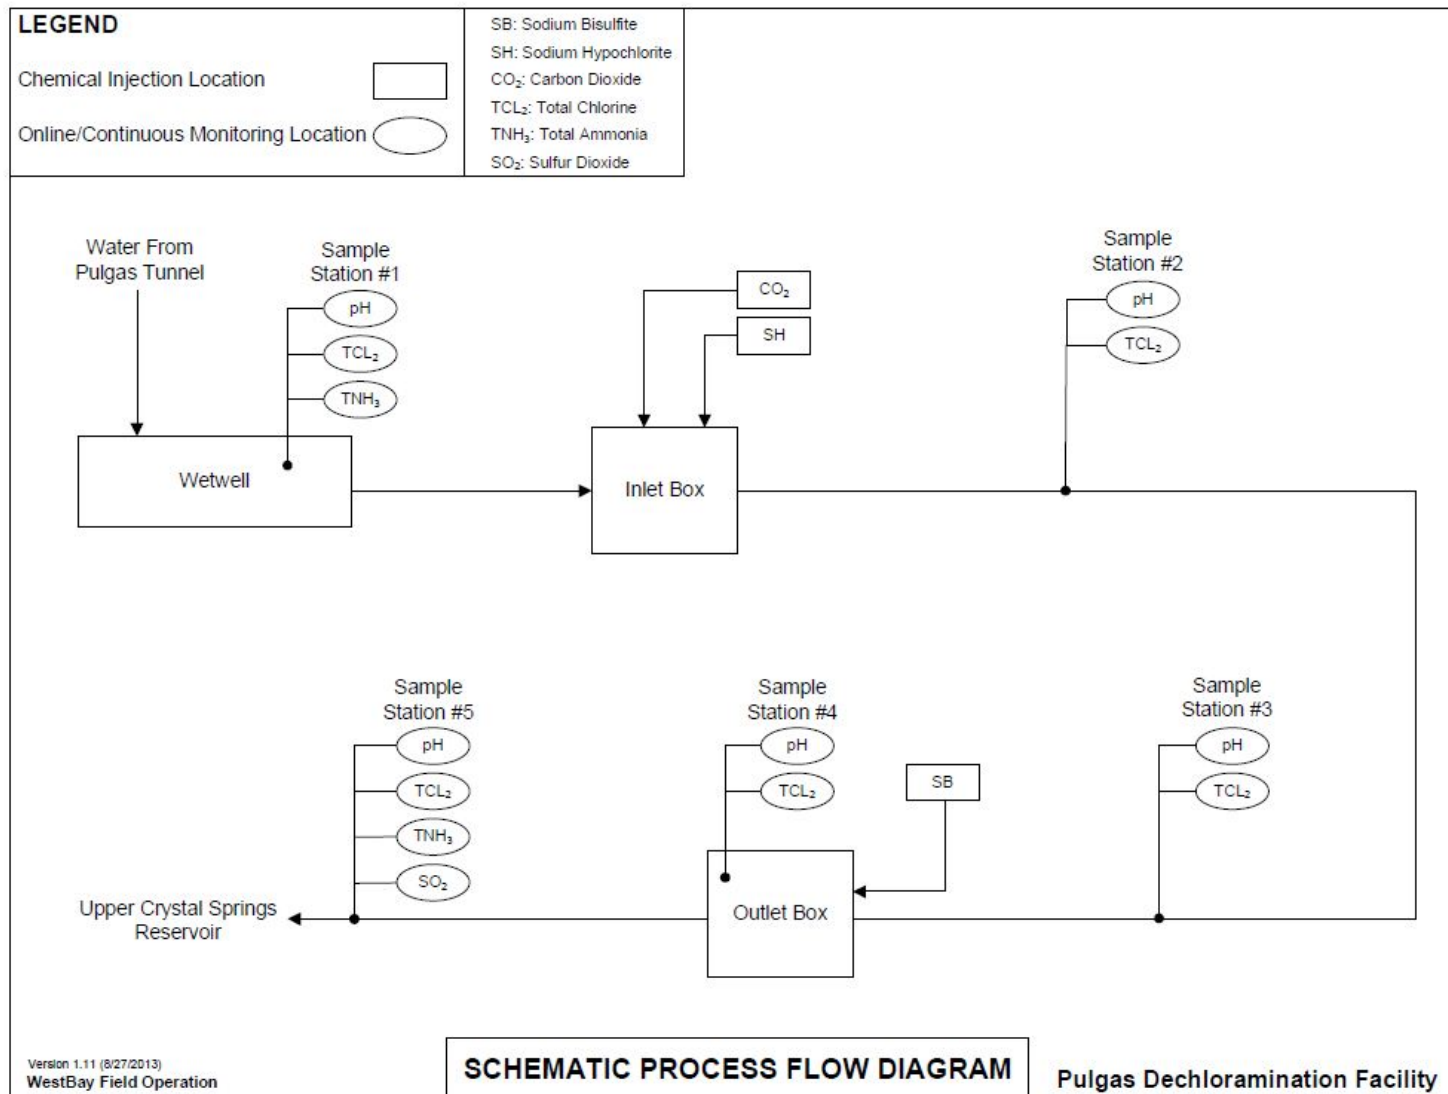 LEGEND
Chemical Injection Location
Online/Continuous Monitoring Location
SB: Sodium Bisulfite
SH: Sodium Hypochlorite
CO₂: Carbon Dioxide
TCL₂: Total Chlorine
TNH₃: Total Ammonia
SO₂: Sulfur Dioxide
Water From
Pulgas Tunnel
Sample
Station #1
pH
TCL₂
TNH₃
Wetwell
CO₂
SH
Inlet Box
Sample
Station #2
pH
TCL₂
Sample
Station #5
pH
TCL₂
TNH₃
SO₂
Upper Crystal Springs
Reservoir
Sample
Station #4
pH
TCL₂
SB
Outlet Box
Sample
Station #3
pH
TCL₂
Version 1.11 (8/27/2013)
WestBay Field Operation
SCHEMATIC PROCESS FLOW DIAGRAM
Pulgas Dechloramination Facility